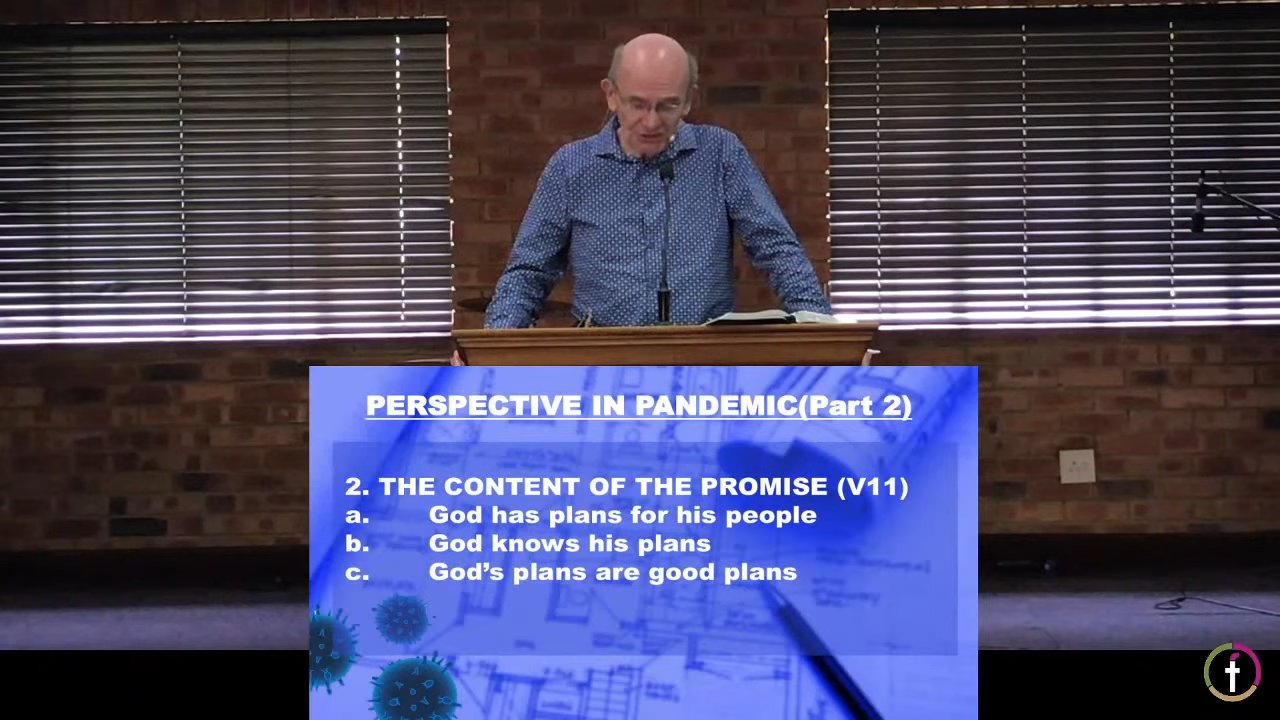 PERSPECTIVE IN PANDEMIC(Part 2)
2. THE CONTENT OF THE PROMISE (V11)
a. God has plans for his people
b. God knows his plans
c. God's plans are good plans